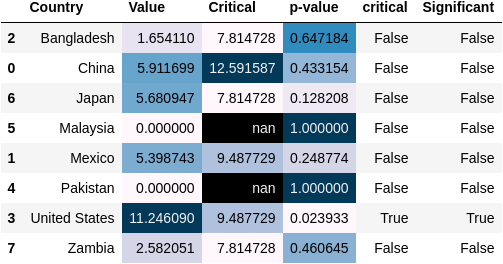 Country Value Critical p-value critical Significant
2 Bangladesh 1.654110 7.814728 0.647184 False False
0 China 5.911699 12.591587 0.433154 False False
6 Japan 5.680947 7.814728 0.128208 False False
5 Malaysia 0.000000 nan 1.000000 False False
1 Mexico 5.398743 9.487729 0.248774 False False
4 Pakistan 0.000000 nan 1.000000 False False
3 United States 11.246090 9.487729 0.023933 True True
7 Zambia 2.582051 7.814728 0.460645 False False